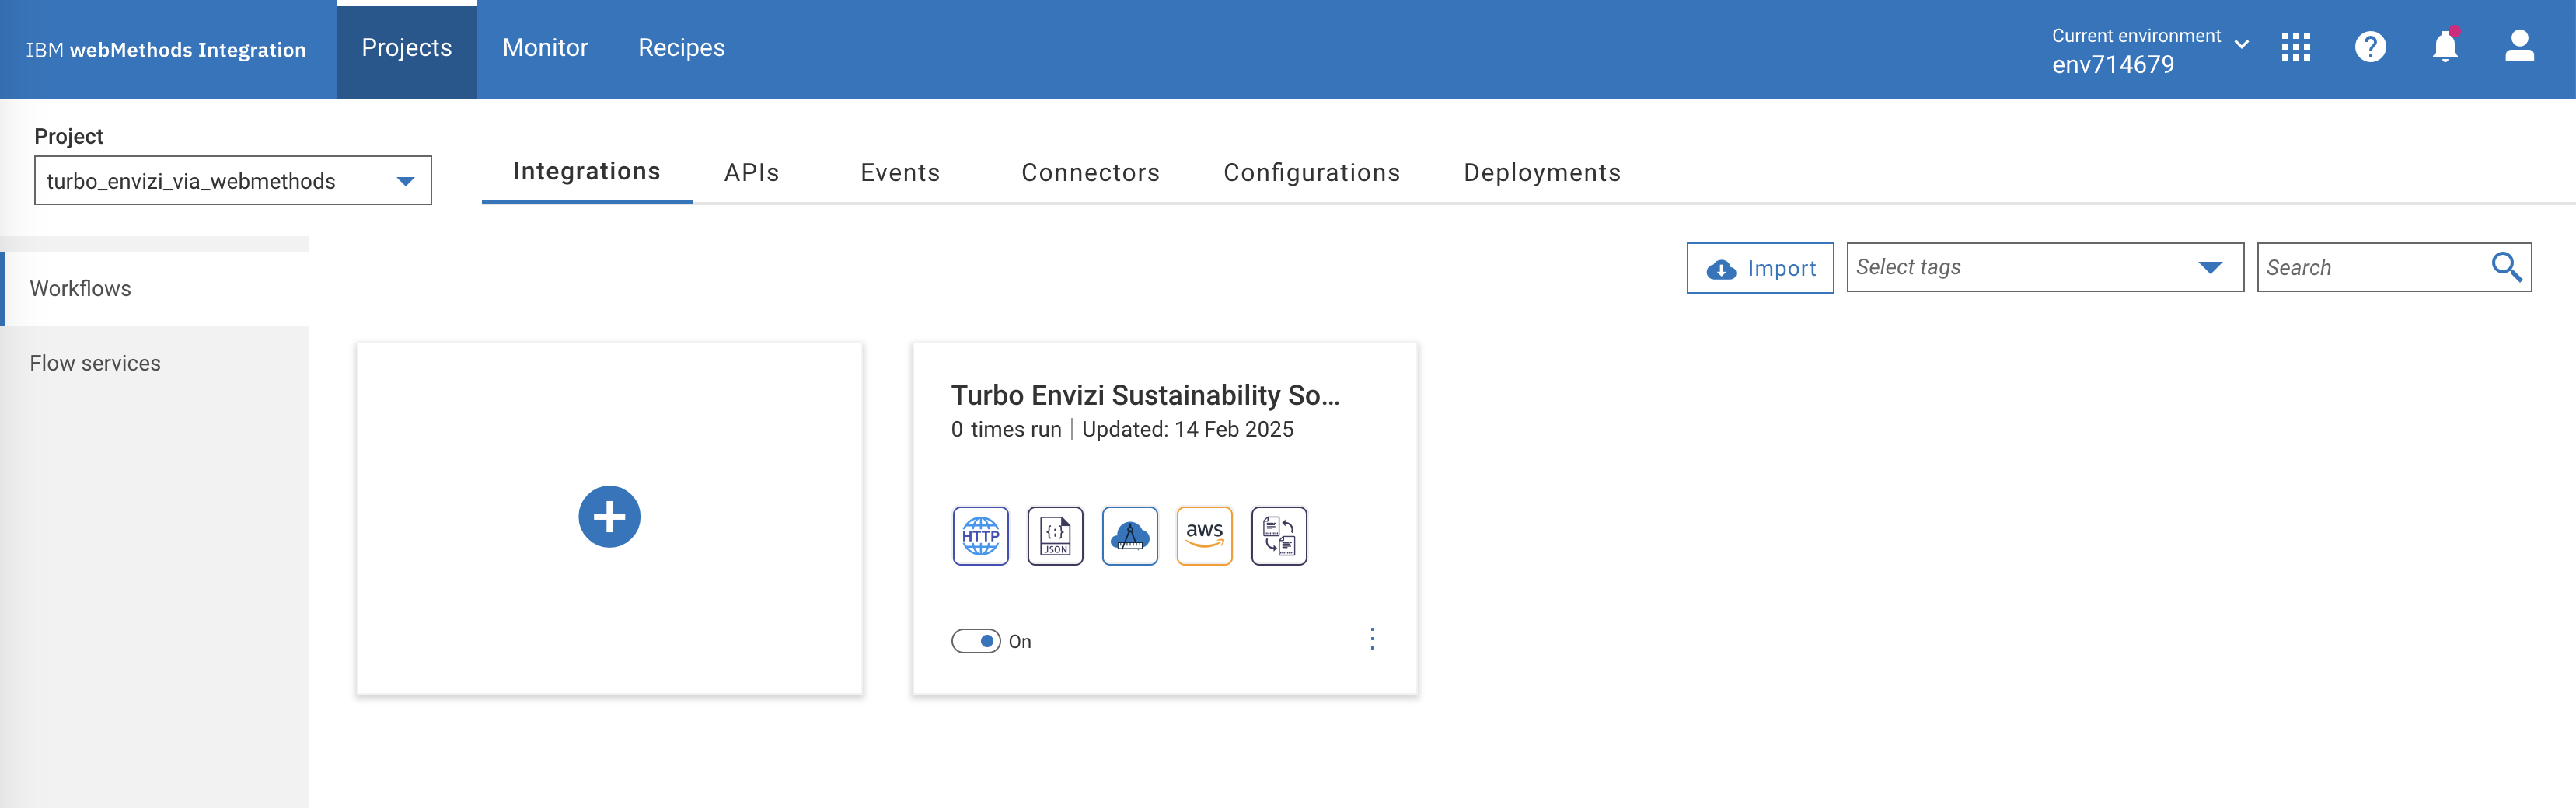 IBM webMethods Integration
Projects
Monitor
Recipes
Current environment
env714679
Project
turbo_envizi_via_webmethods
Integrations
APIs
Events
Connectors
Configurations
Deployments
Workflows
Flow services
Import
Select tags
Search
Turbo Envizi Sustainability So...
0 times run | Updated: 14 Feb 2025
HTTP
{;}
JSON
aws
On